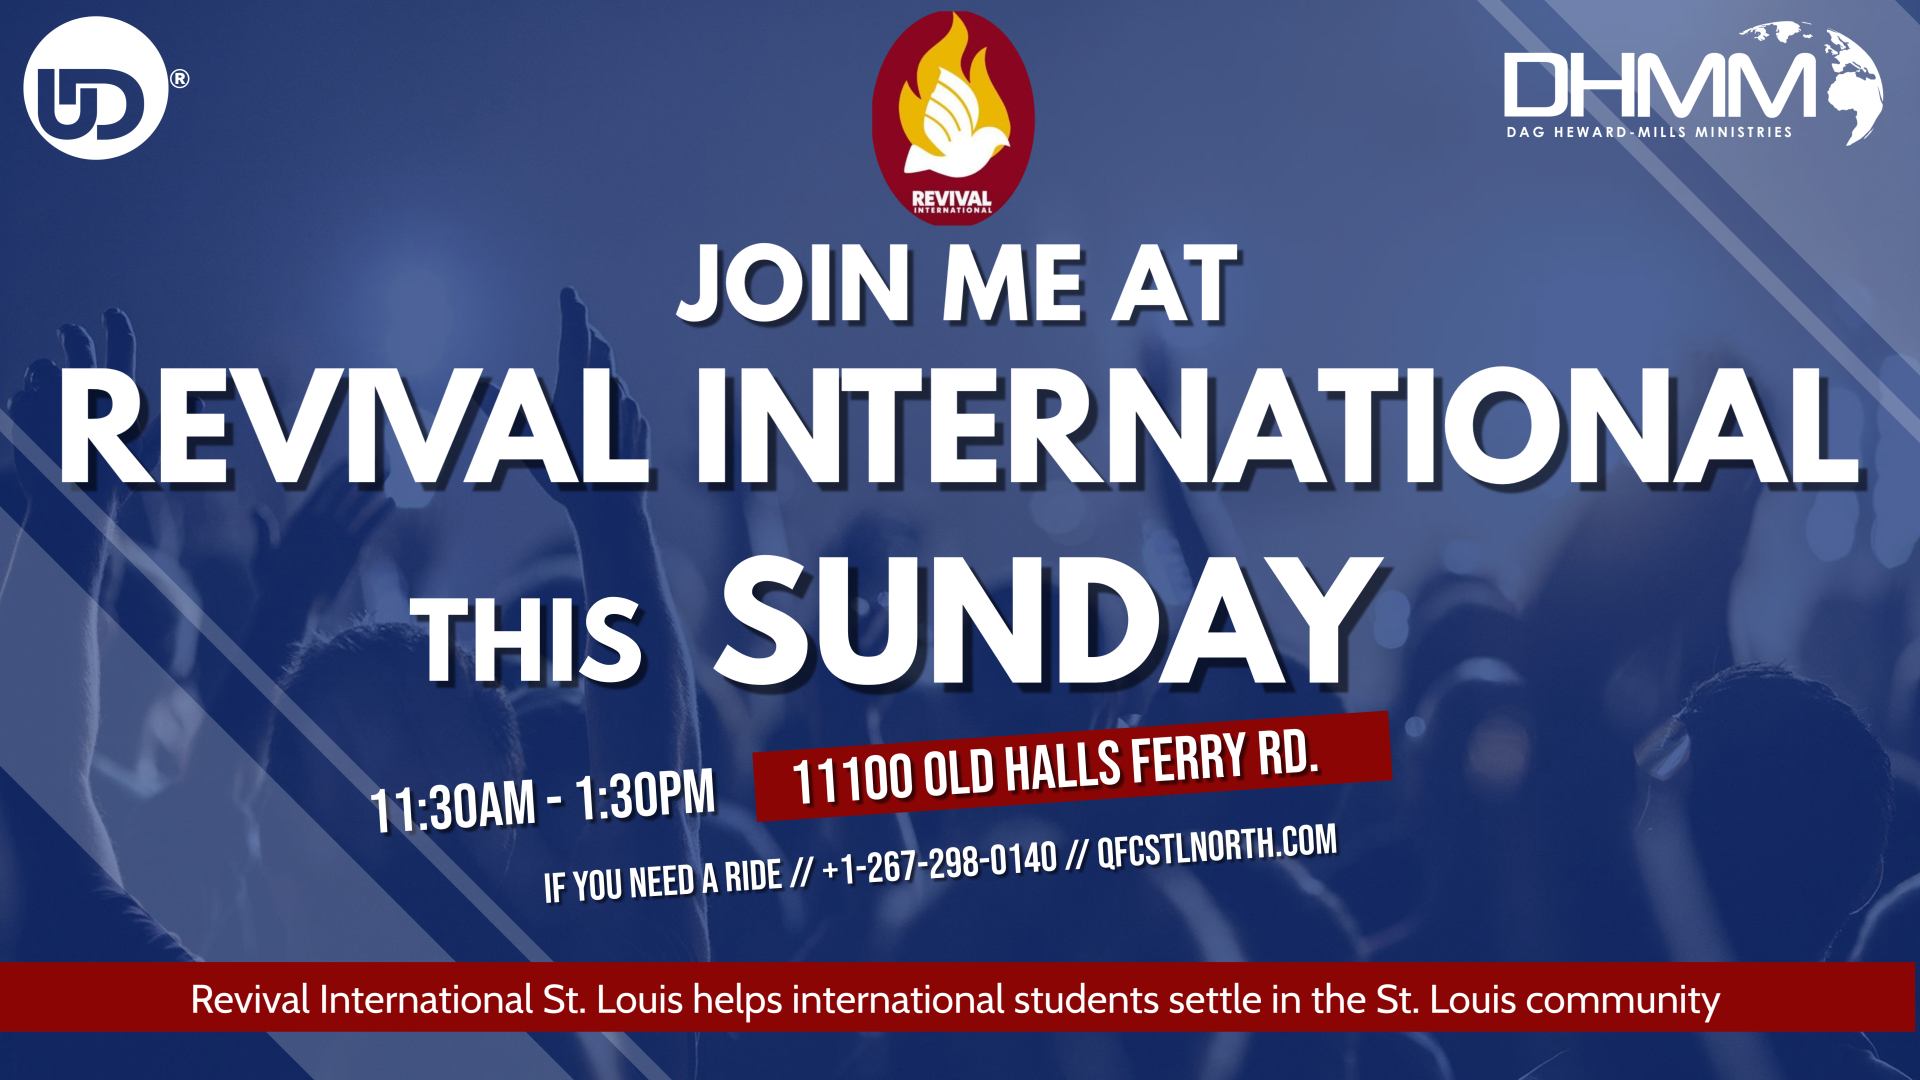 UD®
REVIVAL
INTERNATIONAL
DHMM
DAG HEWARD-MILLS MINISTRIES
JOIN ME AT
REVIVAL INTERNATIONAL
THIS SUNDAY
11:30AM - 1:30PM
11100 OLD HALLS FERRY RD.
IF YOU NEED A RIDE // +1-267-298-0140 // QFCSTLNORTH.COM
Revival International St. Louis helps international students settle in the St. Louis community